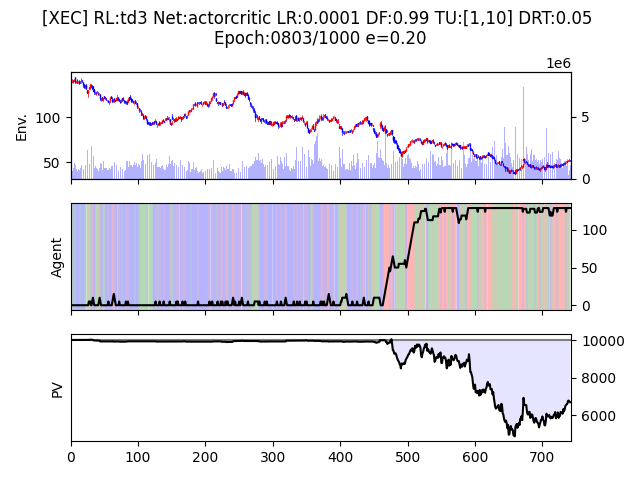 [XEC] RL:td3 Net:actorcritic LR:0.0001 DF:0.99 TU:[1,10] DRT:0.05
Epoch:0803/1000 e=0.20
1e6
Env.
100
50
5
0
Agent
100
50
0
PV
10000
8000
6000
0 100 200 300 400 500 600 700